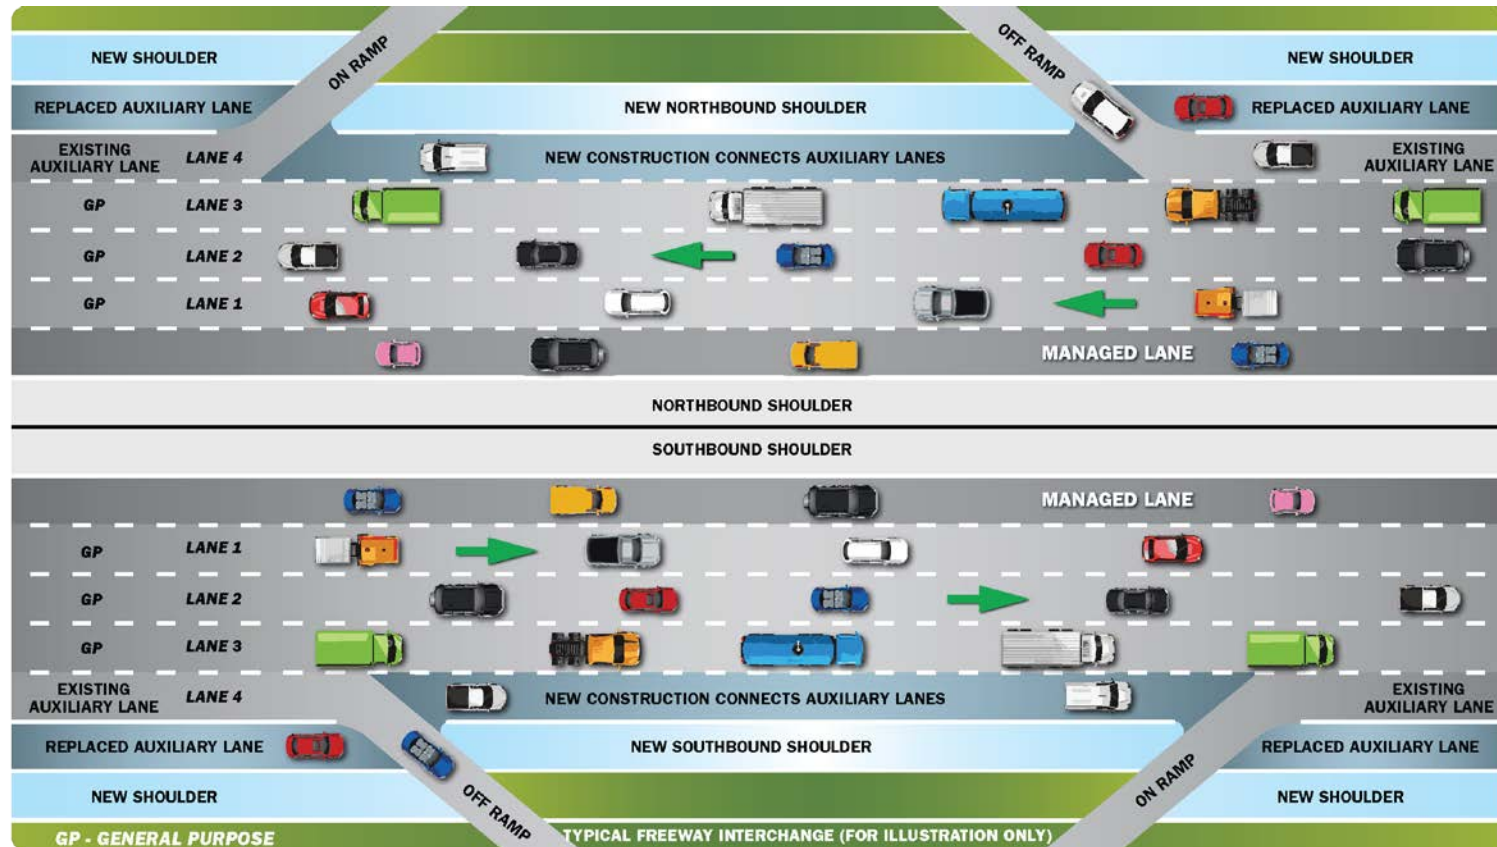 ON RAMP
OFF RAMP
NEW SHOULDER
NEW SHOULDER
REPLACED AUXILIARY LANE
NEW NORTHBOUND SHOULDER
REPLACED AUXILIARY LANE
EXISTING
AUXILIARY LANE
LANE 4
NEW CONSTRUCTION CONNECTS AUXILIARY LANES
EXISTING
AUXILIARY LANE
GP
LANE 3
GP
LANE 2
GP
LANE 1
MANAGED LANE
NORTHBOUND SHOULDER
SOUTHBOUND SHOULDER
MANAGED LANE
GP
LANE 1
GP
LANE 2
GP
LANE 3
EXISTING
AUXILIARY LANE
LANE 4
NEW CONSTRUCTION CONNECTS AUXILIARY LANES
EXISTING
AUXILIARY LANE
REPLACED AUXILIARY LANE
NEW SOUTHBOUND SHOULDER
REPLACED AUXILIARY LANE
NEW SHOULDER
OFF RAMP
ON RAMP
NEW SHOULDER
GP - GENERAL PURPOSE
TYPICAL FREEWAY INTERCHANGE (FOR ILLUSTRATION ONLY)